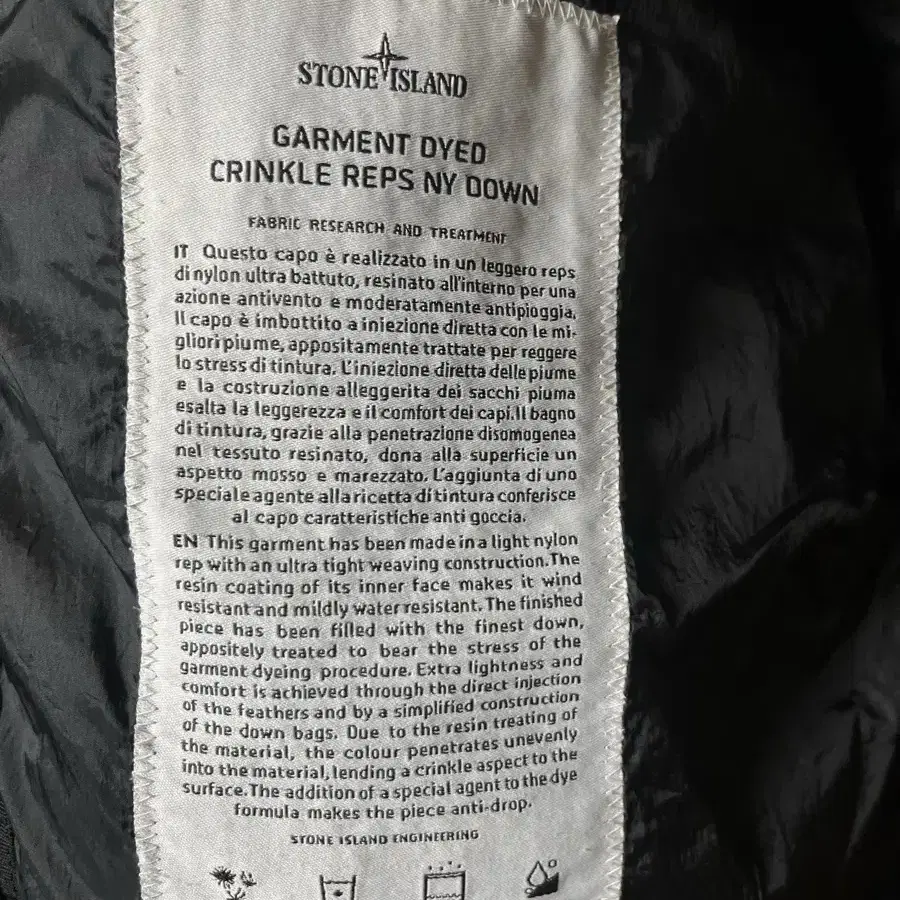 STONE ISLAND
GARMENT DYED
CRINKLE REPS NY DOWN
FABRIC RESEARCH AND TREATMENT
IT Questo capo è realizzato in un leggero reps
di nylon ultra battuto, resinato all'interno per una
azione antivento e moderatamente antipioggia.
Il capo è imbottito a iniezione diretta con le mi-
gliori piume, appositamente trattate per reggere
lo stress di tintura. L'iniezione diretta delle piume
e la costruzione alleggerita dei sacchi piuma
esalta la leggerezza e il comfort dei capi. Il bagno
di tintura, grazie alla penetrazione disomogenea
nel tessuto resinato, dona alla superficie un
aspetto mosso e marezzato. L'aggiunta di uno
speciale agente alla ricetta di tintura conferisce
al capo caratteristiche anti goccia.
EN This garment has been made in a light nylon
rep with an ultra tight weaving construction. The
resin coating of its inner face makes it wind
resistant and mildly water resistant. The finished
piece has been filled with the finest down,
appositely treated to bear the stress of the
garment dyeing procedure. Extra lightness and
comfort is achieved through the direct injection
of the feathers and by a simplified construction
of the down bags. Due to the resin treating of
the material, the colour penetrates unevenly
into the material, lending a crinkle aspect to the
surface. The addition of a special agent to the dye
formula makes the piece anti-drop.
STONE ISLAND ENGINEERING